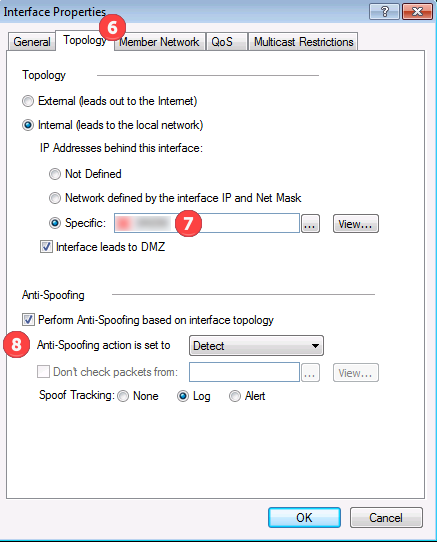 Interface Properties
6
General Topology Member Network QoS Multicast Restrictions
Topology
External (leads out to the Internet)
Internal (leads to the local network)
IP Addresses behind this interface:
Not Defined
Network defined by the interface IP and Net Mask
Specific: 7 ... View...
Interface leads to DMZ
Anti-Spoofing
Perform Anti-Spoofing based on interface topology
8 Anti-Spoofing action is set to Detect
Don't check packets from: ... View...
Spoof Tracking: None Log Alert
OK Cancel